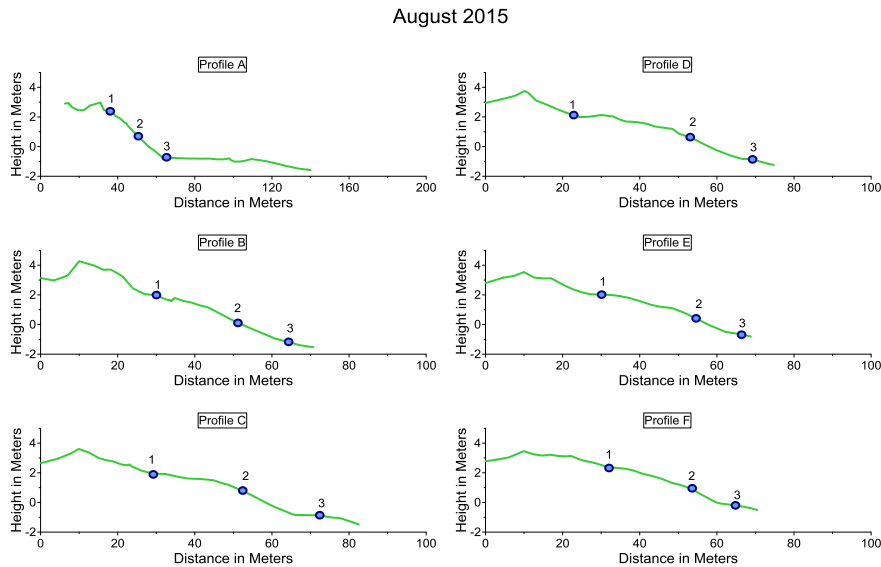 August 2015
Profile A
Height in Meters
4
2
0
-2
1
2
3
0 40 80 120 160 200
Distance in Meters
Profile D
Height in Meters
4
2
0
-2
1
2
3
0 20 40 60 80 100
Distance in Meters
Profile B
Height in Meters
4
2
0
-2
1
2
3
0 20 40 60 80 100
Distance in Meters
Profile E
Height in Meters
4
2
0
-2
1
2
3
0 20 40 60 80 100
Distance in Meters
Profile C
Height in Meters
4
2
0
-2
1
2
3
0 20 40 60 80 100
Distance in Meters
Profile F
Height in Meters
4
2
0
-2
1
2
3
0 20 40 60 80 100
Distance in Meters